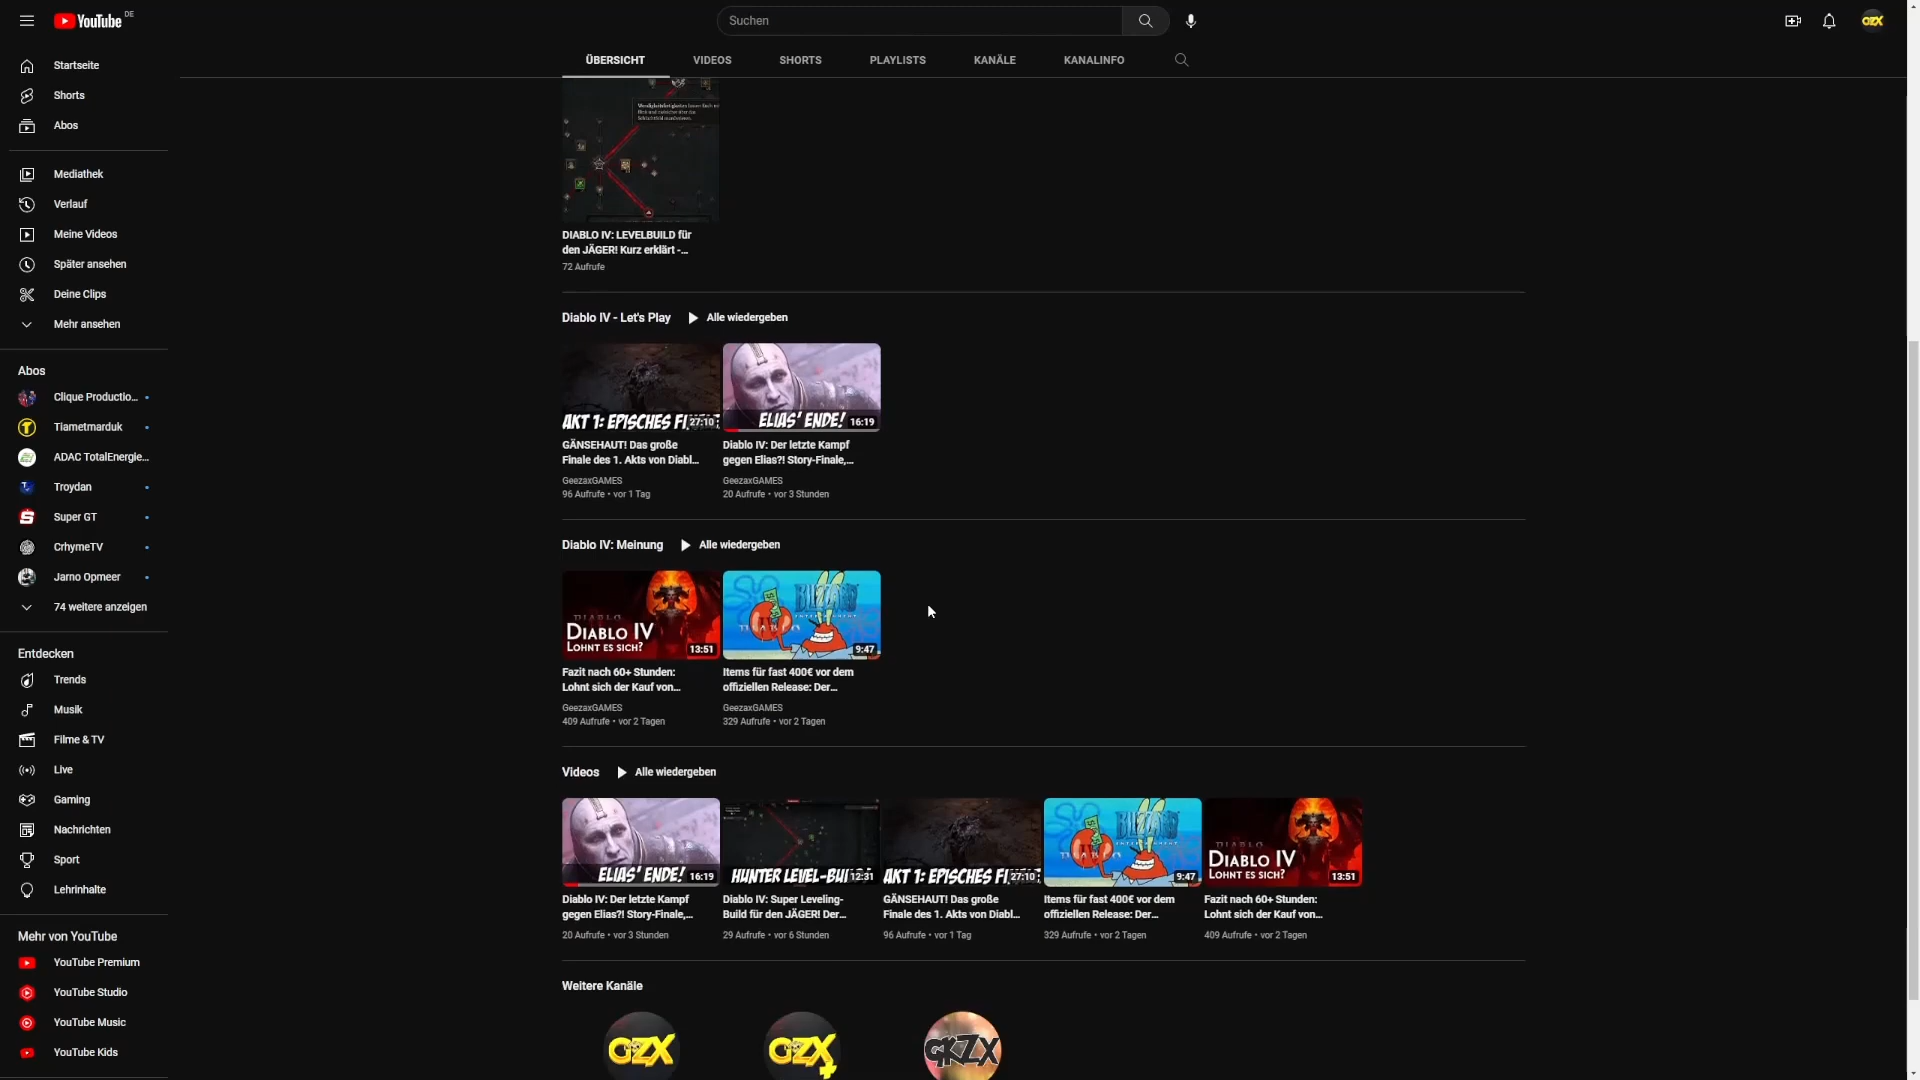 YouTube DE
Suchen
ÜBERSICHT
VIDEOS
SHORTS
PLAYLISTS
KANÄLE
KANALINFO
Startseite
Shorts
Abos
Mediathek
Verlauf
Meine Videos
Später ansehen
Deine Clips
Mehr ansehen
Abos
Clique Productio...
Tiametmarduk
ADAC TotalEnergie...
Troydan
Super GT
CrhymeTV
Jarno Opmeer
74 weitere anzeigen
Entdecken
Trends
Musik
Filme & TV
Live
Gaming
Nachrichten
Sport
Lehrinhalte
Mehr von YouTube
YouTube Premium
YouTube Studio
YouTube Music
YouTube Kids
DIABLO IV: LEVELBUILD für
den JÄGER! Kurz erklärt -...
72 Aufrufe
Diablo IV - Let's Play
Alle wiedergeben
AKT 1: EPISCHES 27:10
ELIAS' ENDE! 16:19
GÄNSEHAUT! Das große
Finale des 1. Akts von Diabl...
GeezaxGAMES
96 Aufrufe • vor 1 Tag
Diablo IV: Der letzte Kampf
gegen Elias?! Story-Finale,...
GeezaxGAMES
20 Aufrufe • vor 3 Stunden
Diablo IV: Meinung
Alle wiedergeben
DIABLO IV
LOHNT ES SICH? 13:51
BLIZZARD
ENTERTAINMENT
DIABLO
9:47
Fazit nach 60+ Stunden:
Lohnt sich der Kauf von...
GeezaxGAMES
409 Aufrufe • vor 2 Tagen
Items für fast 400€ vor dem
offiziellen Release: Der...
GeezaxGAMES
329 Aufrufe • vor 2 Tagen
Videos
Alle wiedergeben
ELIAS' ENDE! 16:19
HUNTER LEVEL-BUILD! 12:31
AKT 1: EPISCHES 27:10
BLIZZARD
9:47
DIABLO IV
LOHNT ES SICH? 13:51
Diablo IV: Der letzte Kampf
gegen Elias?! Story-Finale,...
20 Aufrufe • vor 3 Stunden
Diablo IV: Super Leveling-
Build für den JÄGER! Der...
29 Aufrufe • vor 6 Stunden
GÄNSEHAUT! Das große
Finale des 1. Akts von Diabl...
96 Aufrufe • vor 1 Tag
Items für fast 400€ vor dem
offiziellen Release: Der...
329 Aufrufe • vor 2 Tagen
Fazit nach 60+ Stunden:
Lohnt sich der Kauf von...
409 Aufrufe • vor 2 Tagen
Weitere Kanäle
GZX
GZX+
GKZX